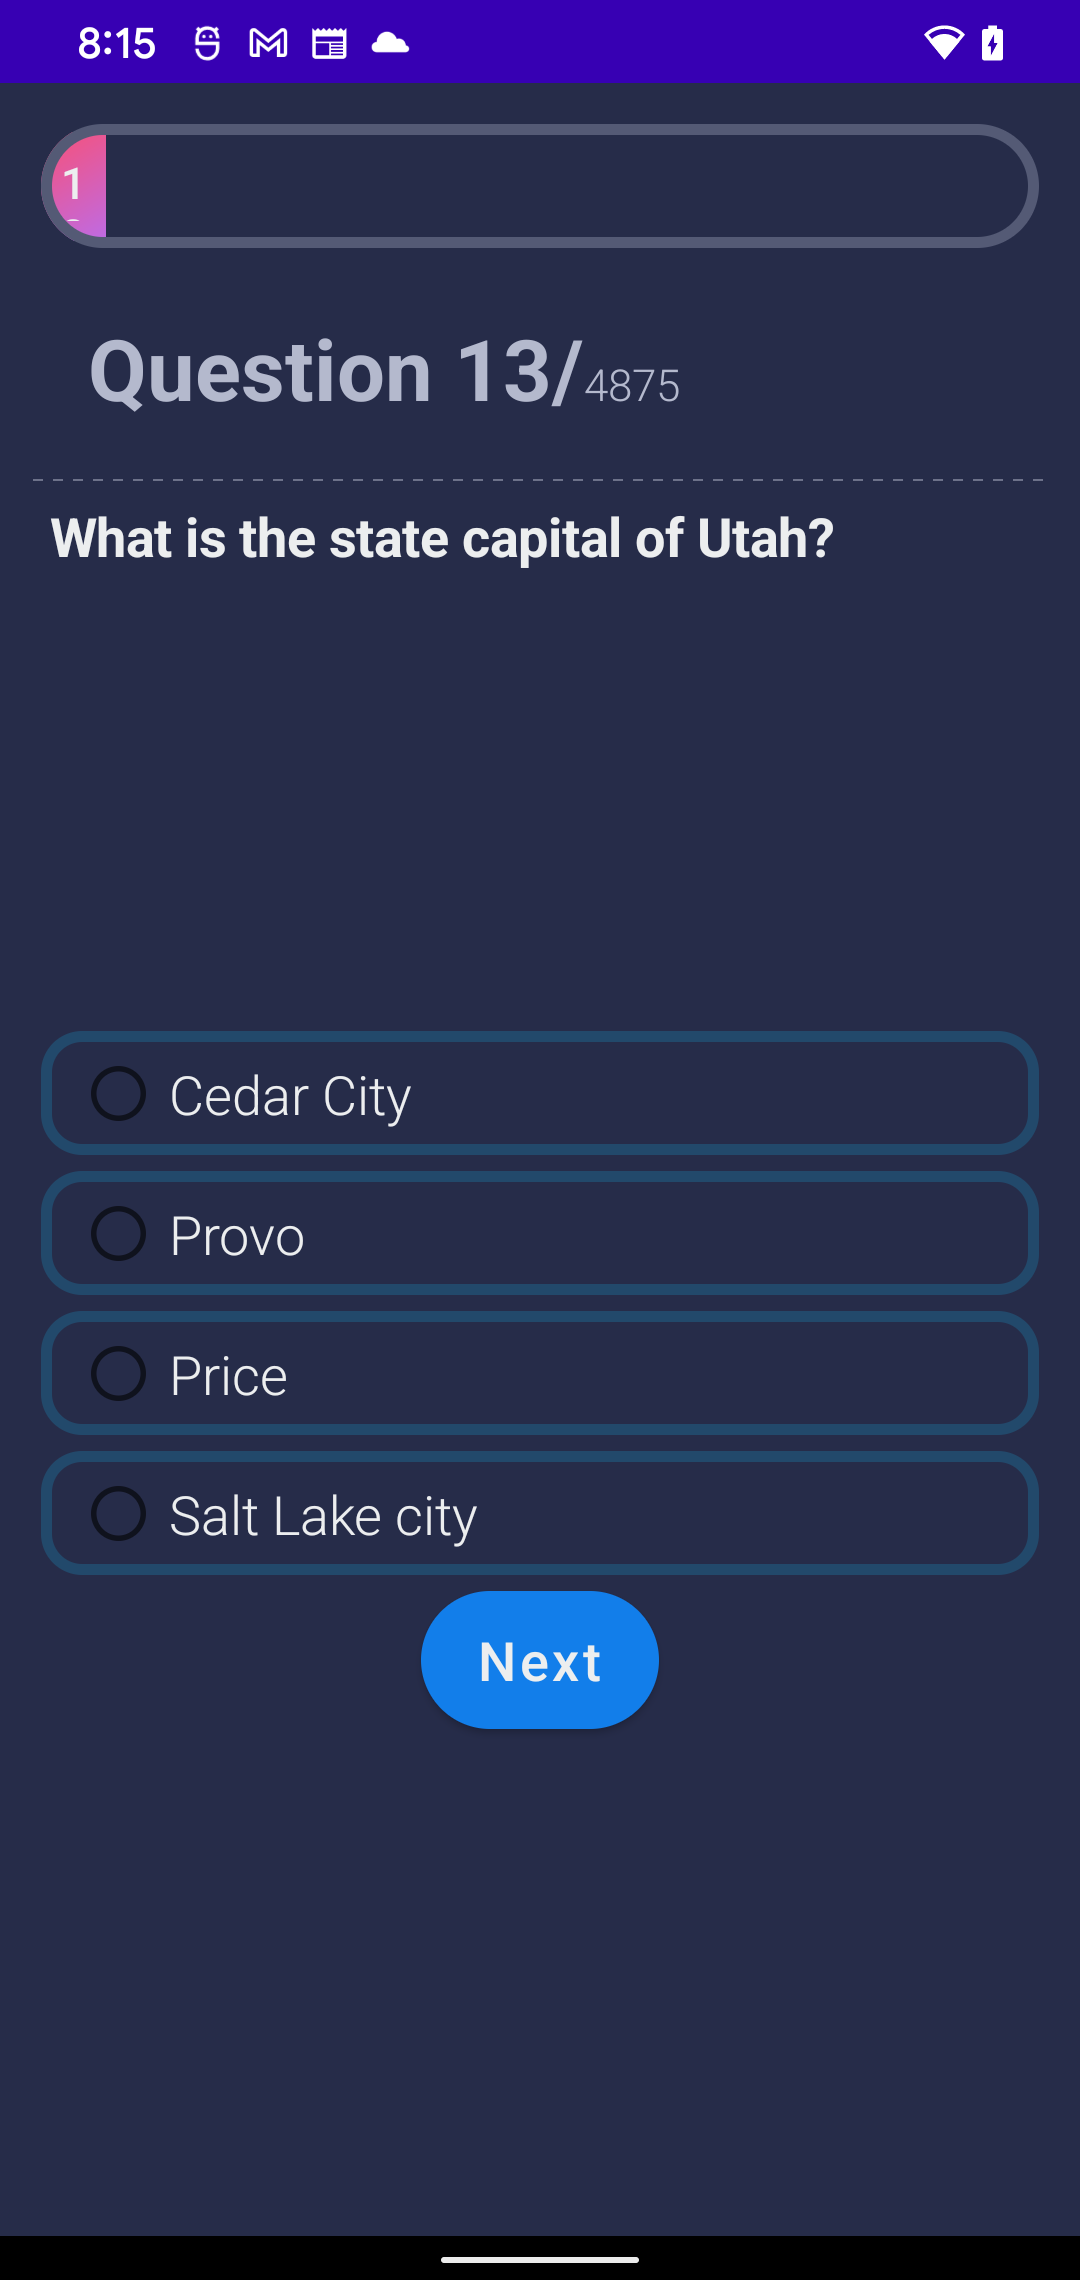 8:15
1
Question 13/4875
What is the state capital of Utah?
Cedar City
Provo
Price
Salt Lake city
Next